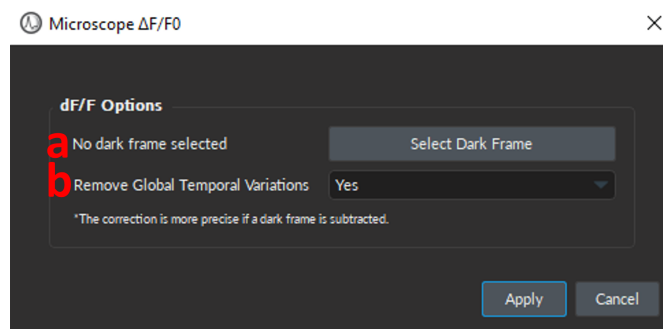 Microscope ΔF/F0
dF/F Options
a No dark frame selected Select Dark Frame
b Remove Global Temporal Variations Yes
*The correction is more precise if a dark frame is subtracted.
Apply Cancel